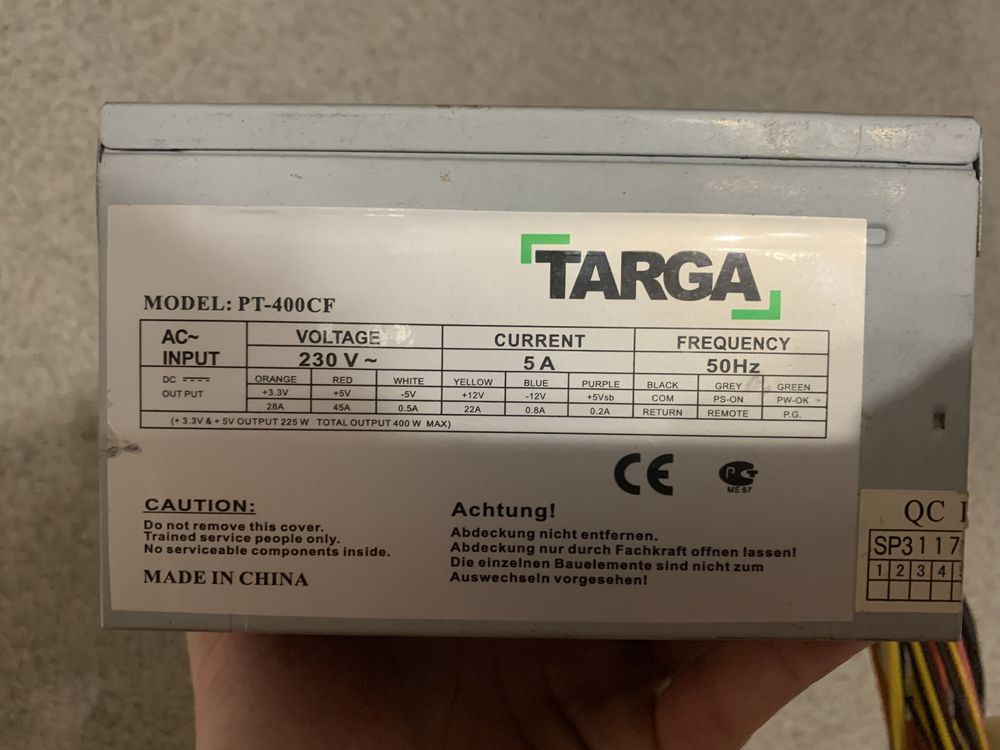 TARGA
MODEL: PT-400CF
AC~ INPUT VOLTAGE CURRENT FREQUENCY
230 V ~ 5 A 50Hz
DC OUT PUT ORANGE RED WHITE YELLOW BLUE PURPLE BLACK GREY GREEN
+3.3V +5V -5V +12V -12V +5Vsb COM PS-ON PW-OK
28A 45A 0.5A 22A 0.8A 0.2A RETURN REMOTE P.G.
(+ 3.3V & + 5V OUTPUT 225 W TOTAL OUTPUT 400 W MAX)
CE
ME 67
CAUTION:
Do not remove this cover.
Trained service people only.
No serviceable components inside.
MADE IN CHINA
Achtung!
Abdeckung nicht entfernen.
Abdeckung nur durch Fachkraft offnen lassen!
Die einzelnen Bauelemente sind nicht zum
Auswechseln vorgesehen!
QC
SP3117
1 2 3 4